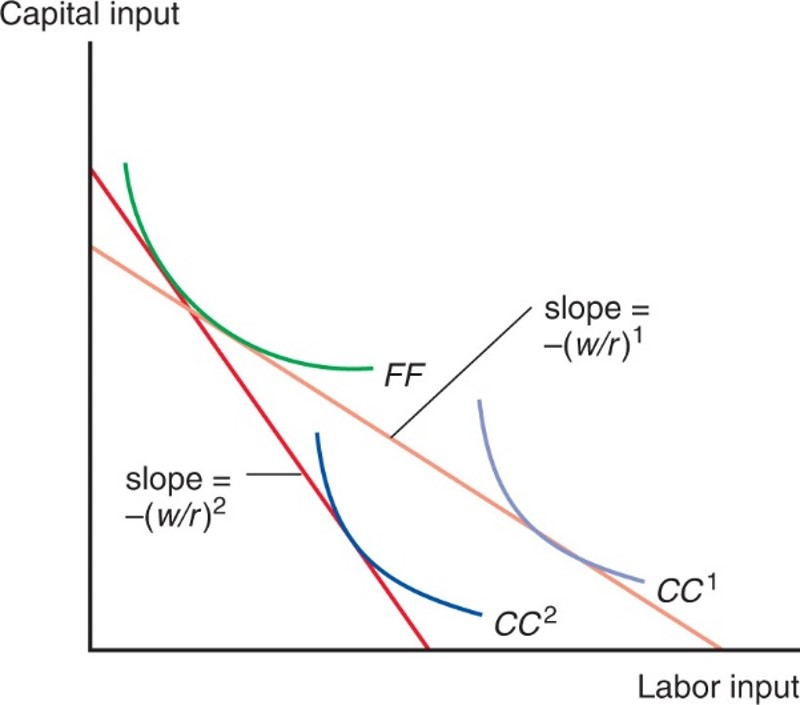 Capital input
slope =
–(w/r)¹
FF
slope =
–(w/r)²
CC¹
CC²
Labor input